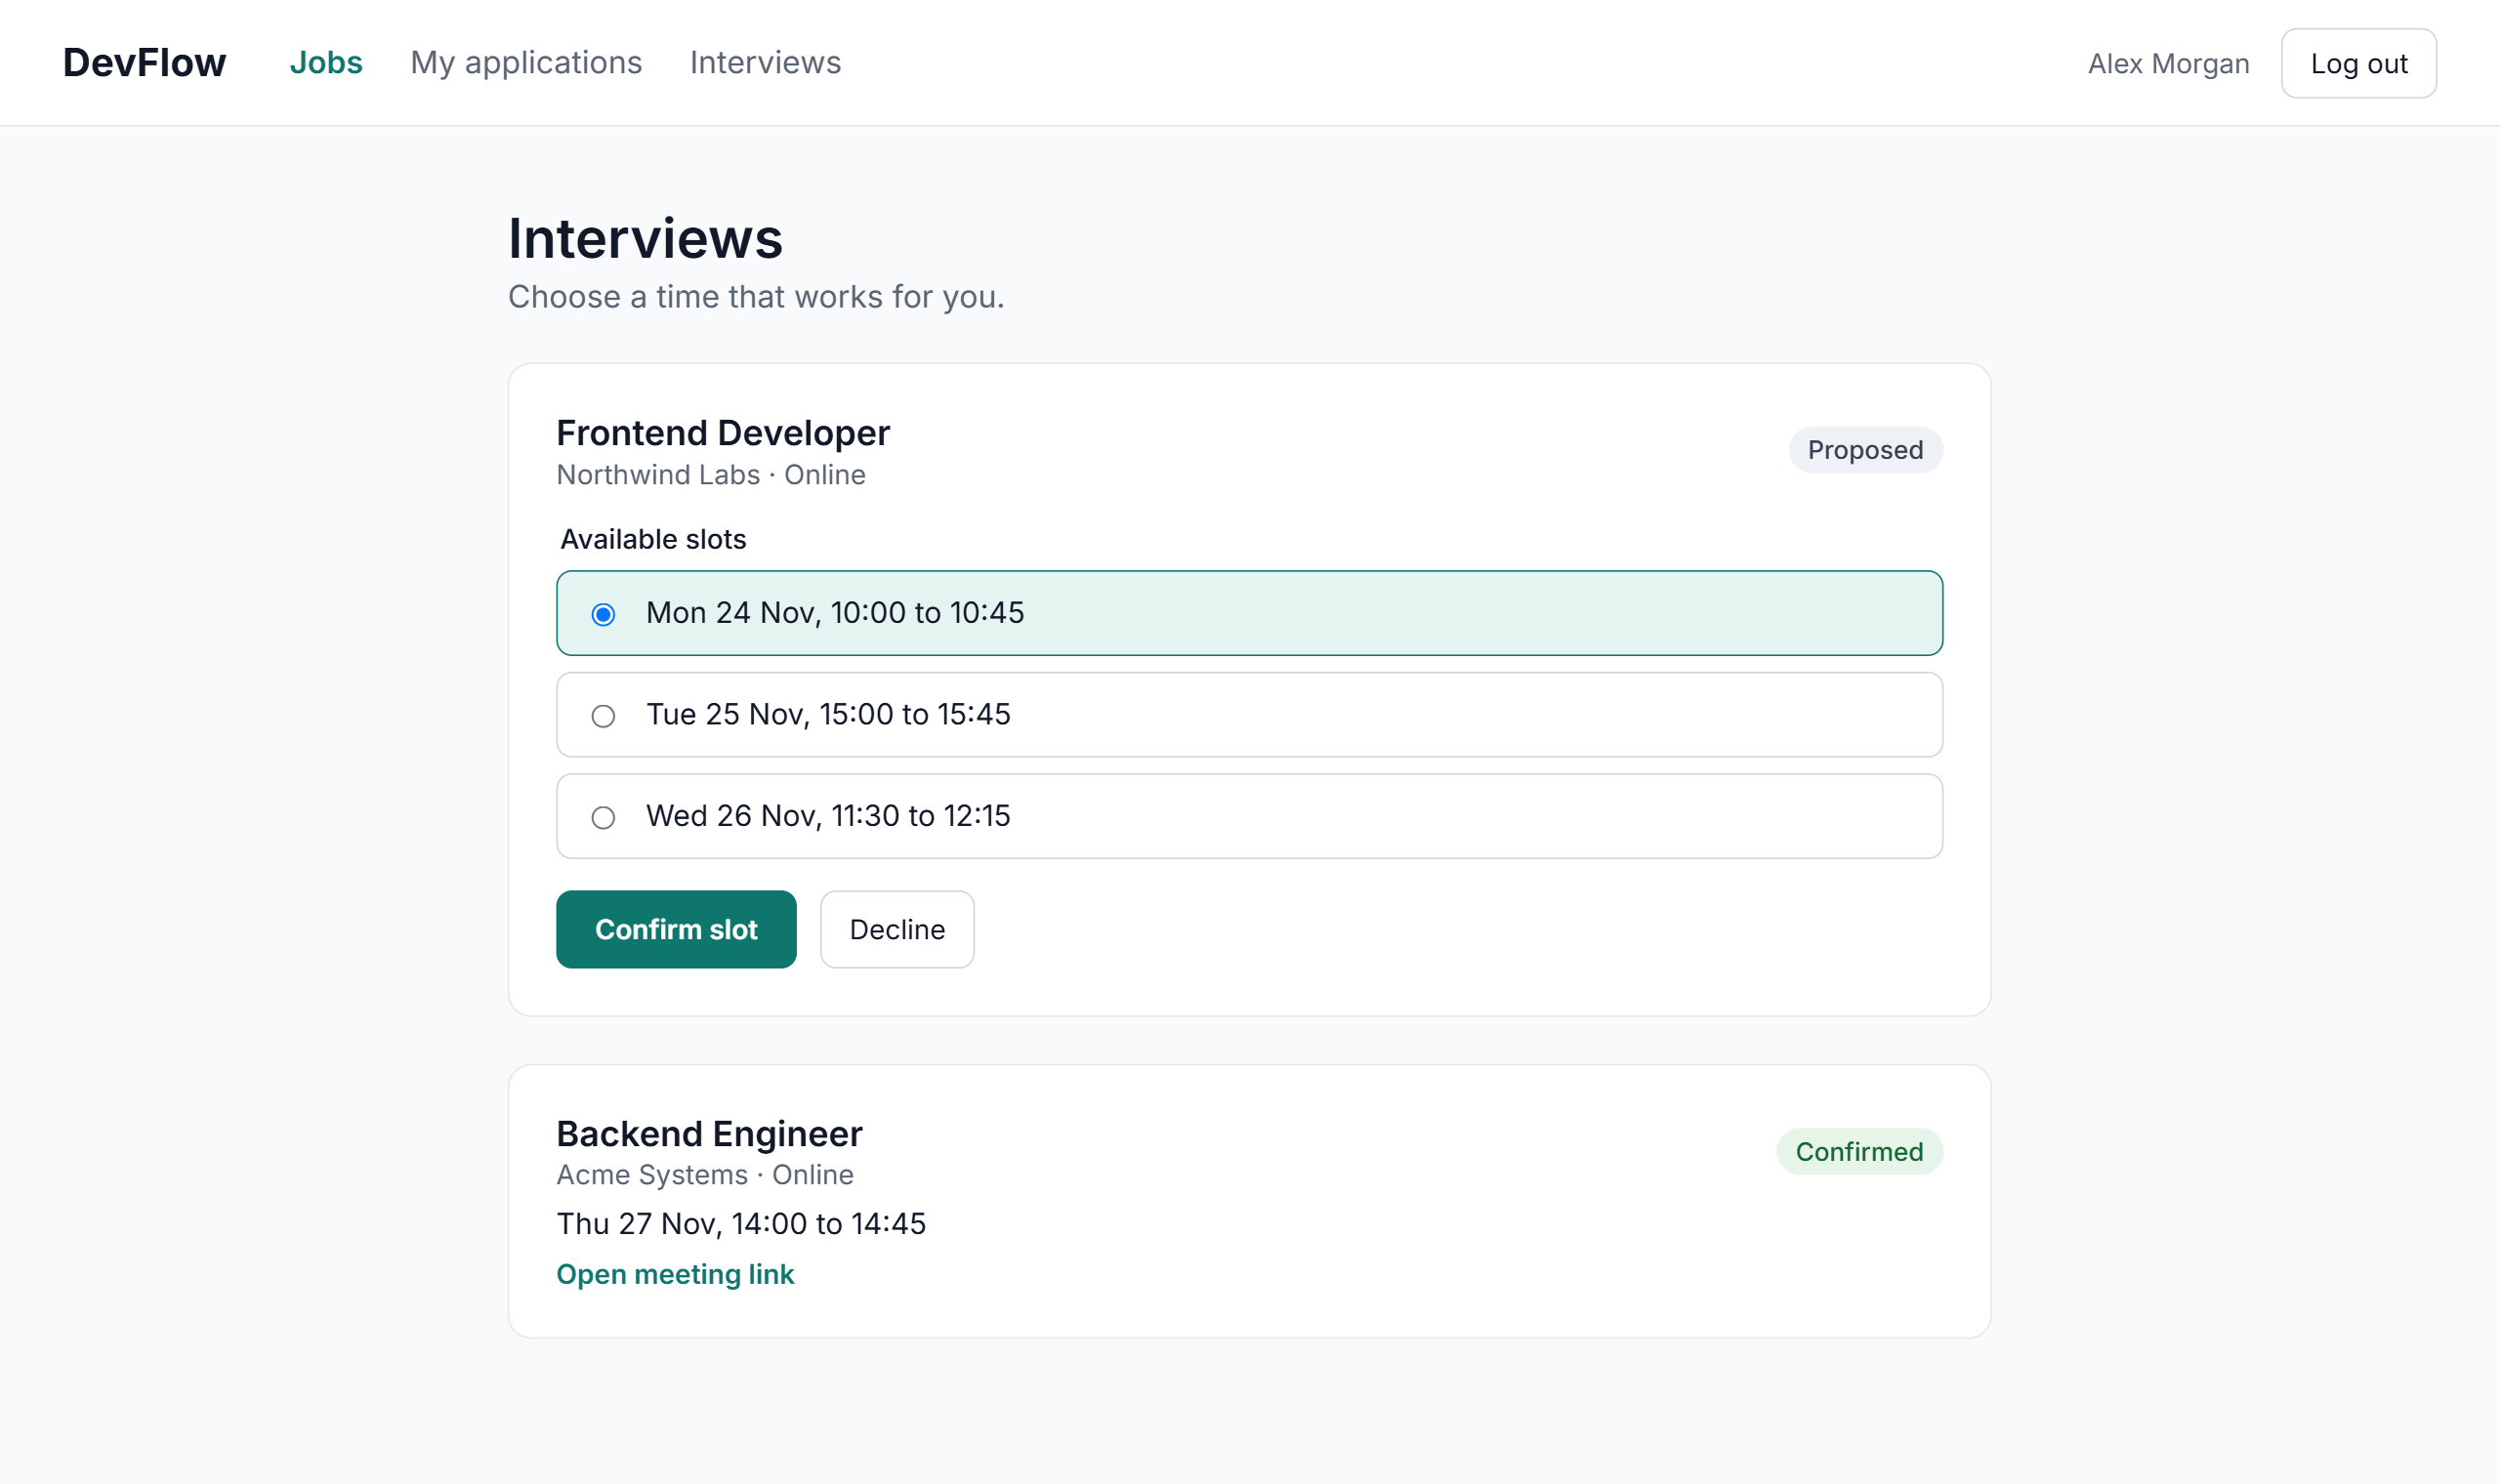 DevFlow Jobs My applications Interviews Alex Morgan Log out
Interviews
Choose a time that works for you.
Frontend Developer
Proposed
Northwind Labs · Online
Available slots
Mon 24 Nov, 10:00 to 10:45
Tue 25 Nov, 15:00 to 15:45
Wed 26 Nov, 11:30 to 12:15
Confirm slot Decline
Backend Engineer
Confirmed
Acme Systems · Online
Thu 27 Nov, 14:00 to 14:45
Open meeting link